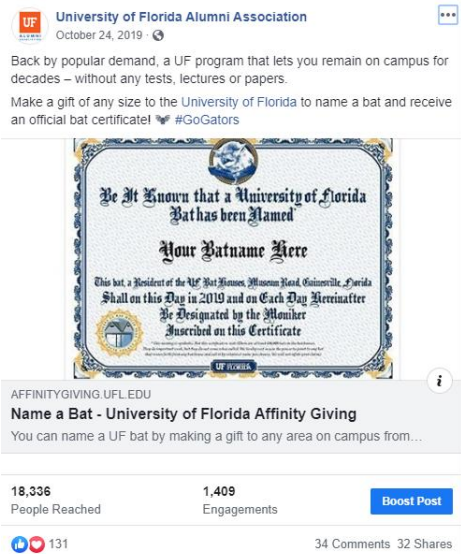 UF
ALUMNI
University of Florida Alumni Association
October 24, 2019 ·
Back by popular demand, a UF program that lets you remain on campus for
decades – without any tests, lectures or papers.
Make a gift of any size to the University of Florida to name a bat and receive
an official bat certificate! 🦇 #GoGators
Be It Known that a University of Florida
Bat has been Named
Your Batname Here
This bat, a Resident of the UF Bat Houses, Museum Road, Gainesville, Florida
Shall on this Day in 2019 and on Each Day Hereinafter
Be Designated by the Moniker
Inscribed on this Certificate
UF FLORIDA
i
AFFINITYGIVING.UFL.EDU
Name a Bat - University of Florida Affinity Giving
You can name a UF bat by making a gift to any area on campus from…
18,336
People Reached
1,409
Engagements
Boost Post
131
34 Comments 32 Shares